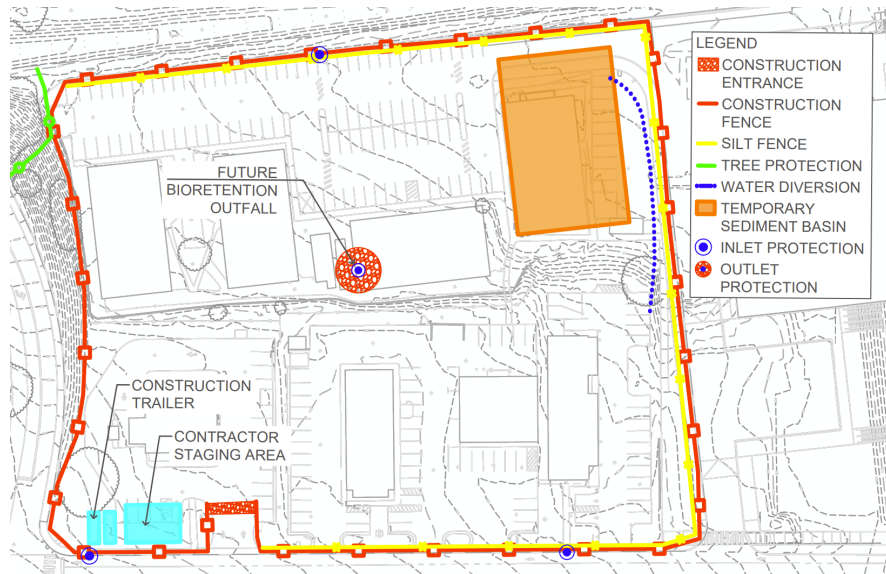 LEGEND
CONSTRUCTION
ENTRANCE
CONSTRUCTION
FENCE
SILT FENCE
TREE PROTECTION
WATER DIVERSION
TEMPORARY
SEDIMENT BASIN
INLET PROTECTION
OUTLET
PROTECTION
FUTURE
BIORETENTION
OUTFALL
CONSTRUCTION
TRAILER
CONTRACTOR
STAGING AREA